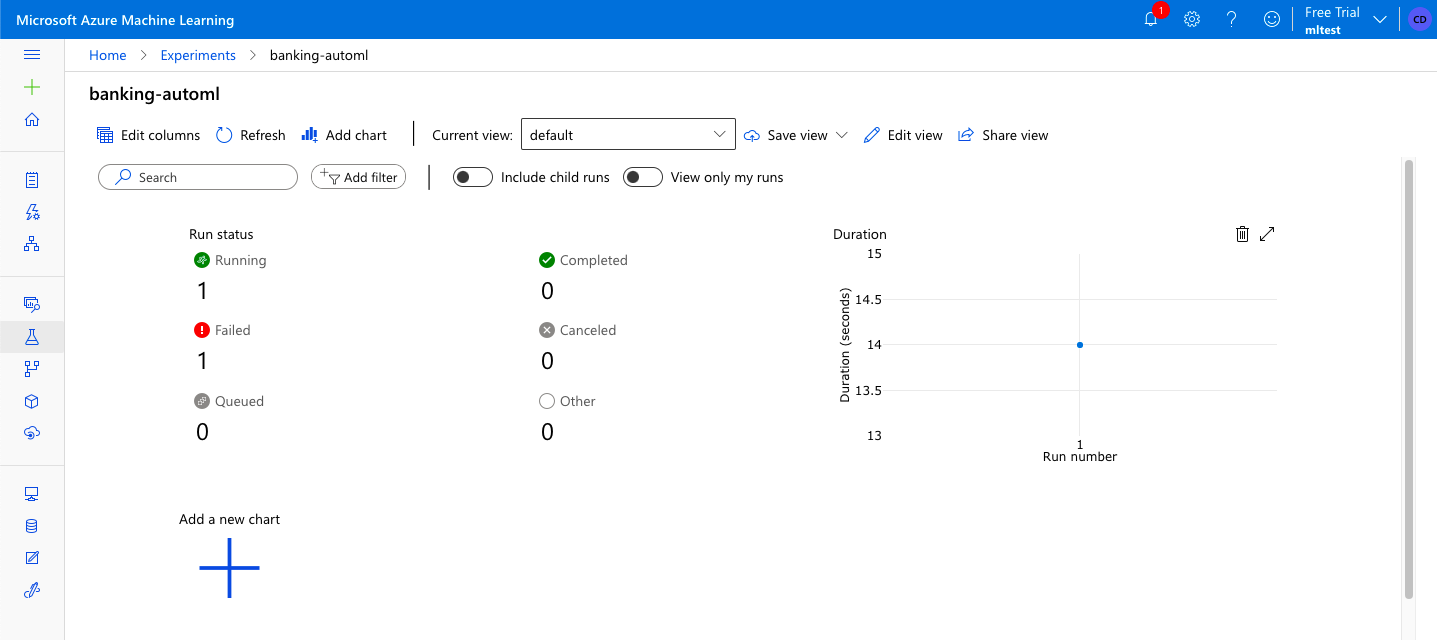 Microsoft Azure Machine Learning
1
Free Trial
mltest
CD
Home > Experiments > banking-automl
banking-automl
Edit columns Refresh Add chart Current view: default Save view Edit view Share view
Search Add filter Include child runs View only my runs
Run status
Running
1
Completed
0
Failed
1
Canceled
0
Queued
0
Other
0
Duration
Duration (seconds)
15
14.5
14
13.5
13
1
Run number
Add a new chart